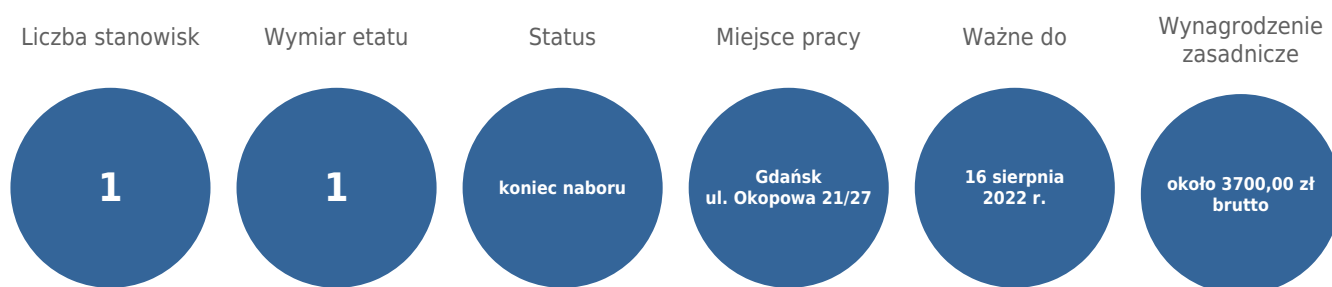 Liczba stanowisk
1
Wymiar etatu
1
Status
koniec naboru
Miejsce pracy
Gdańsk
ul. Okopowa 21/27
Ważne do
16 sierpnia
2022 r.
Wynagrodzenie
zasadnicze
około 3700,00 zł
brutto